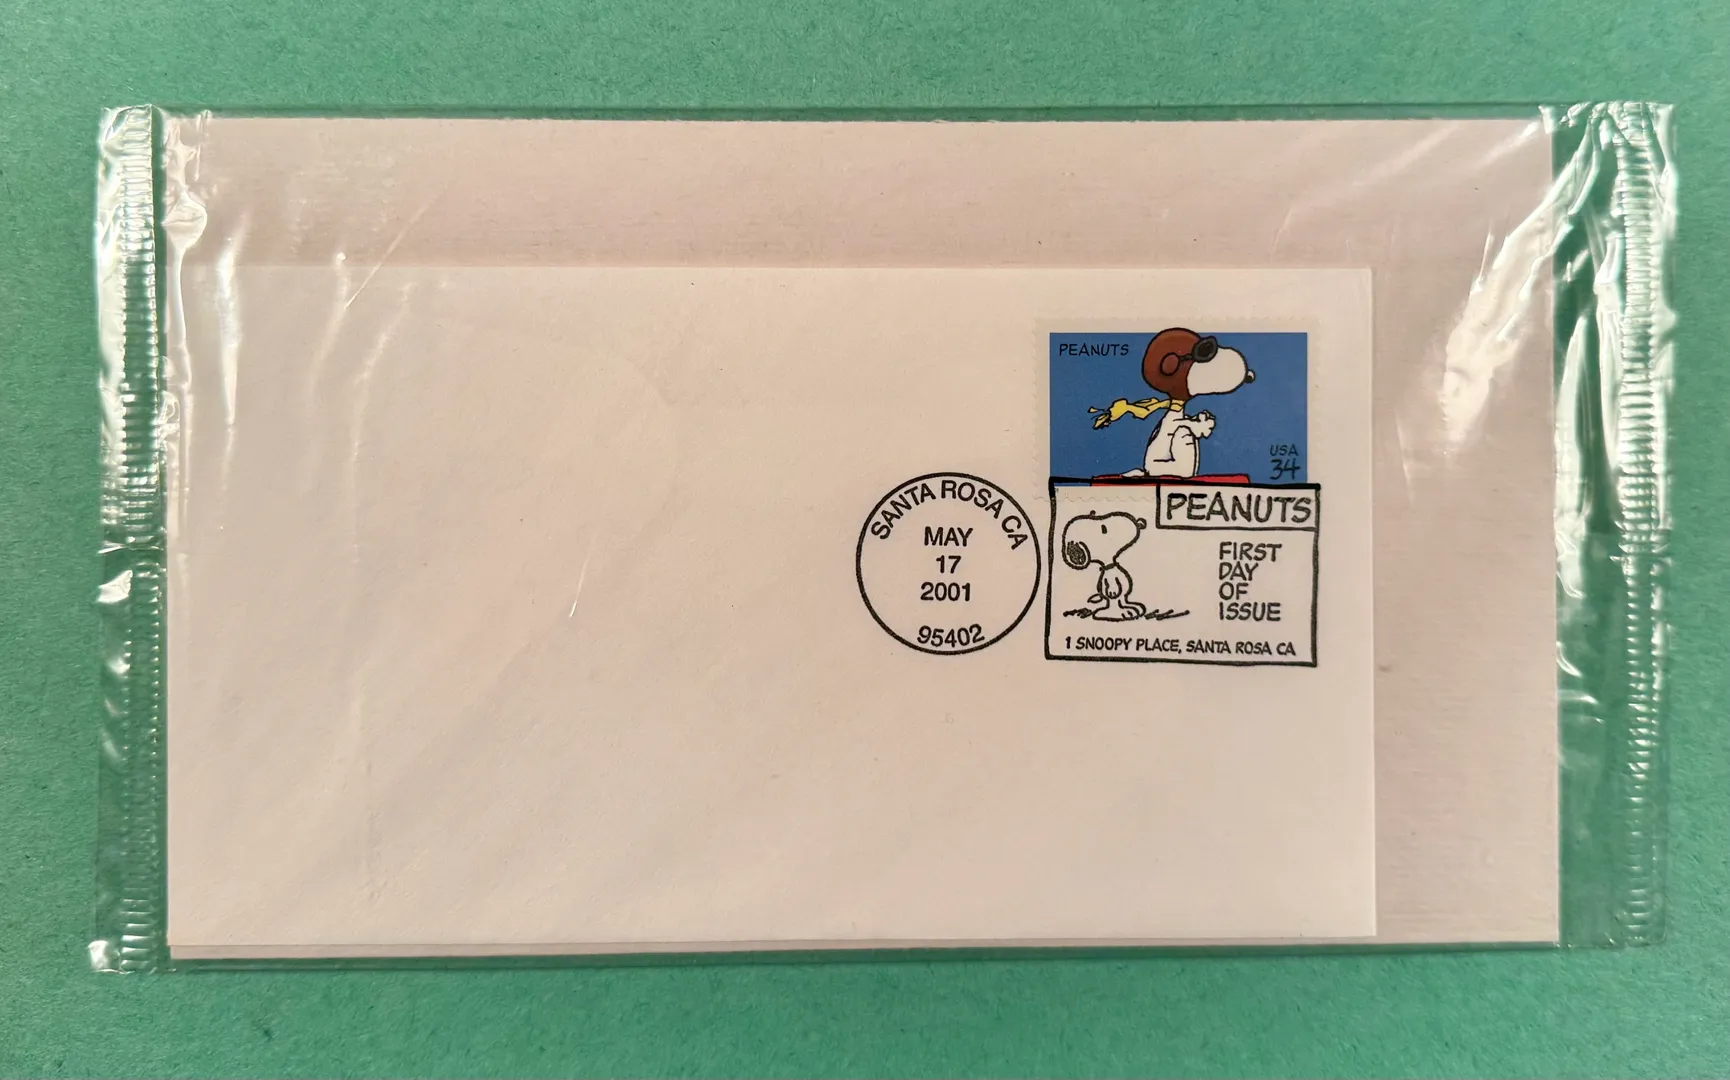 PEANUTS
USA
34
SANTA ROSA CA
MAY
17
2001
95402
PEANUTS
FIRST
DAY
OF
ISSUE
1 SNOOPY PLACE, SANTA ROSA CA